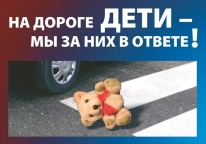 НА ДОРОГЕ ДЕТИ –
МЫ ЗА НИХ В ОТВЕТЕ!